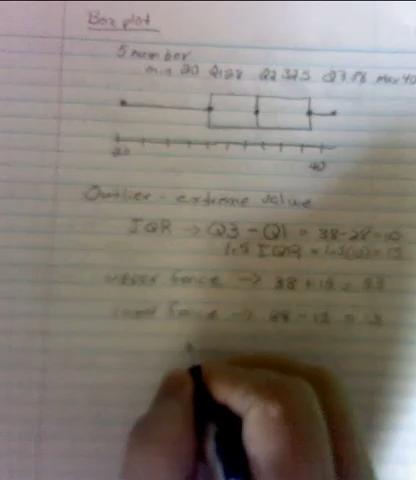 Box plot
5 number
min 20 Q1 28 Q2 32.5 Q3 38 max 40
20 40
Outlier - extreme value
IQR → Q3 - Q1 = 38-28=10
1.5 IQR = 1.5(10) = 15
upper fence → 38 + 15 = 53
lower fence → 28 - 15 = 13